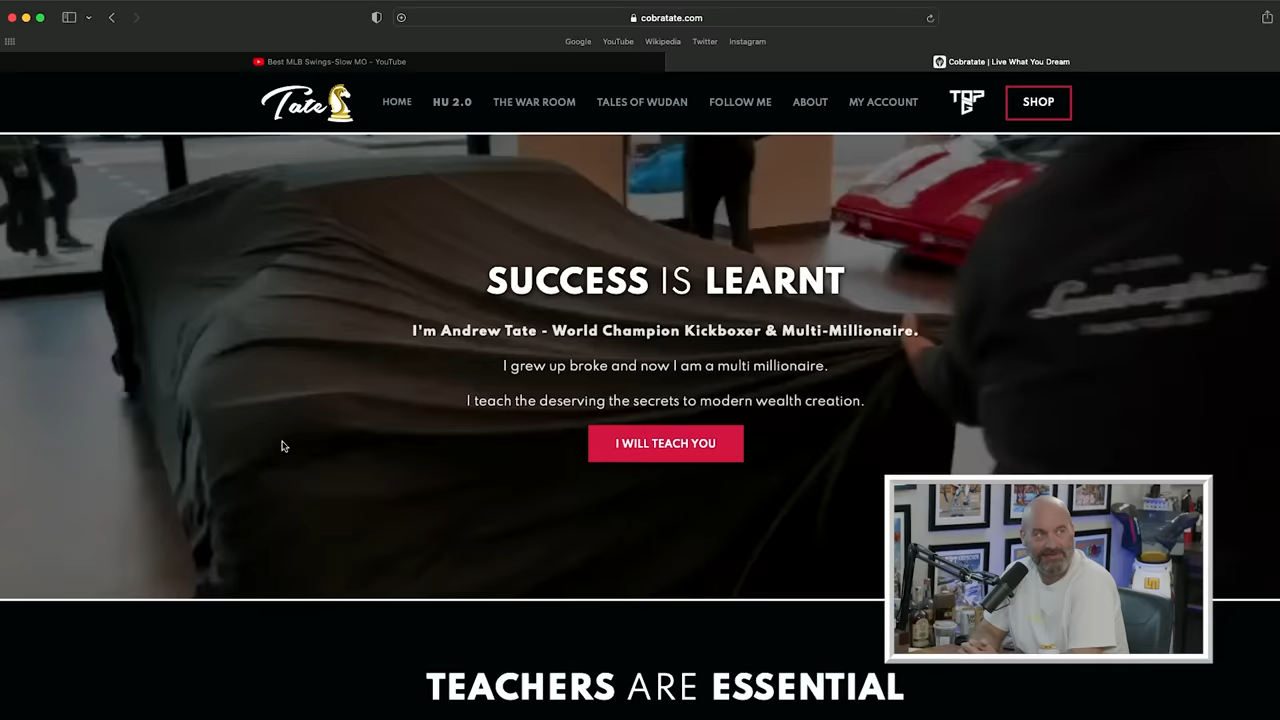 cobratate.com
Google YouTube Wikipedia Twitter Instagram
Best MLB Swings-Slow MO - YouTube
Cobratate | Live What You Dream
Tate HOME HU 2.0 THE WAR ROOM TALES OF WUDAN FOLLOW ME ABOUT MY ACCOUNT TOP G SHOP
SUCCESS IS LEARNT
I'm Andrew Tate - World Champion Kickboxer & Multi-Millionaire.
I grew up broke and now I am a multi millionaire.
I teach the deserving the secrets to modern wealth creation.
I WILL TEACH YOU
Lamborghini
TEACHERS ARE ESSENTIAL